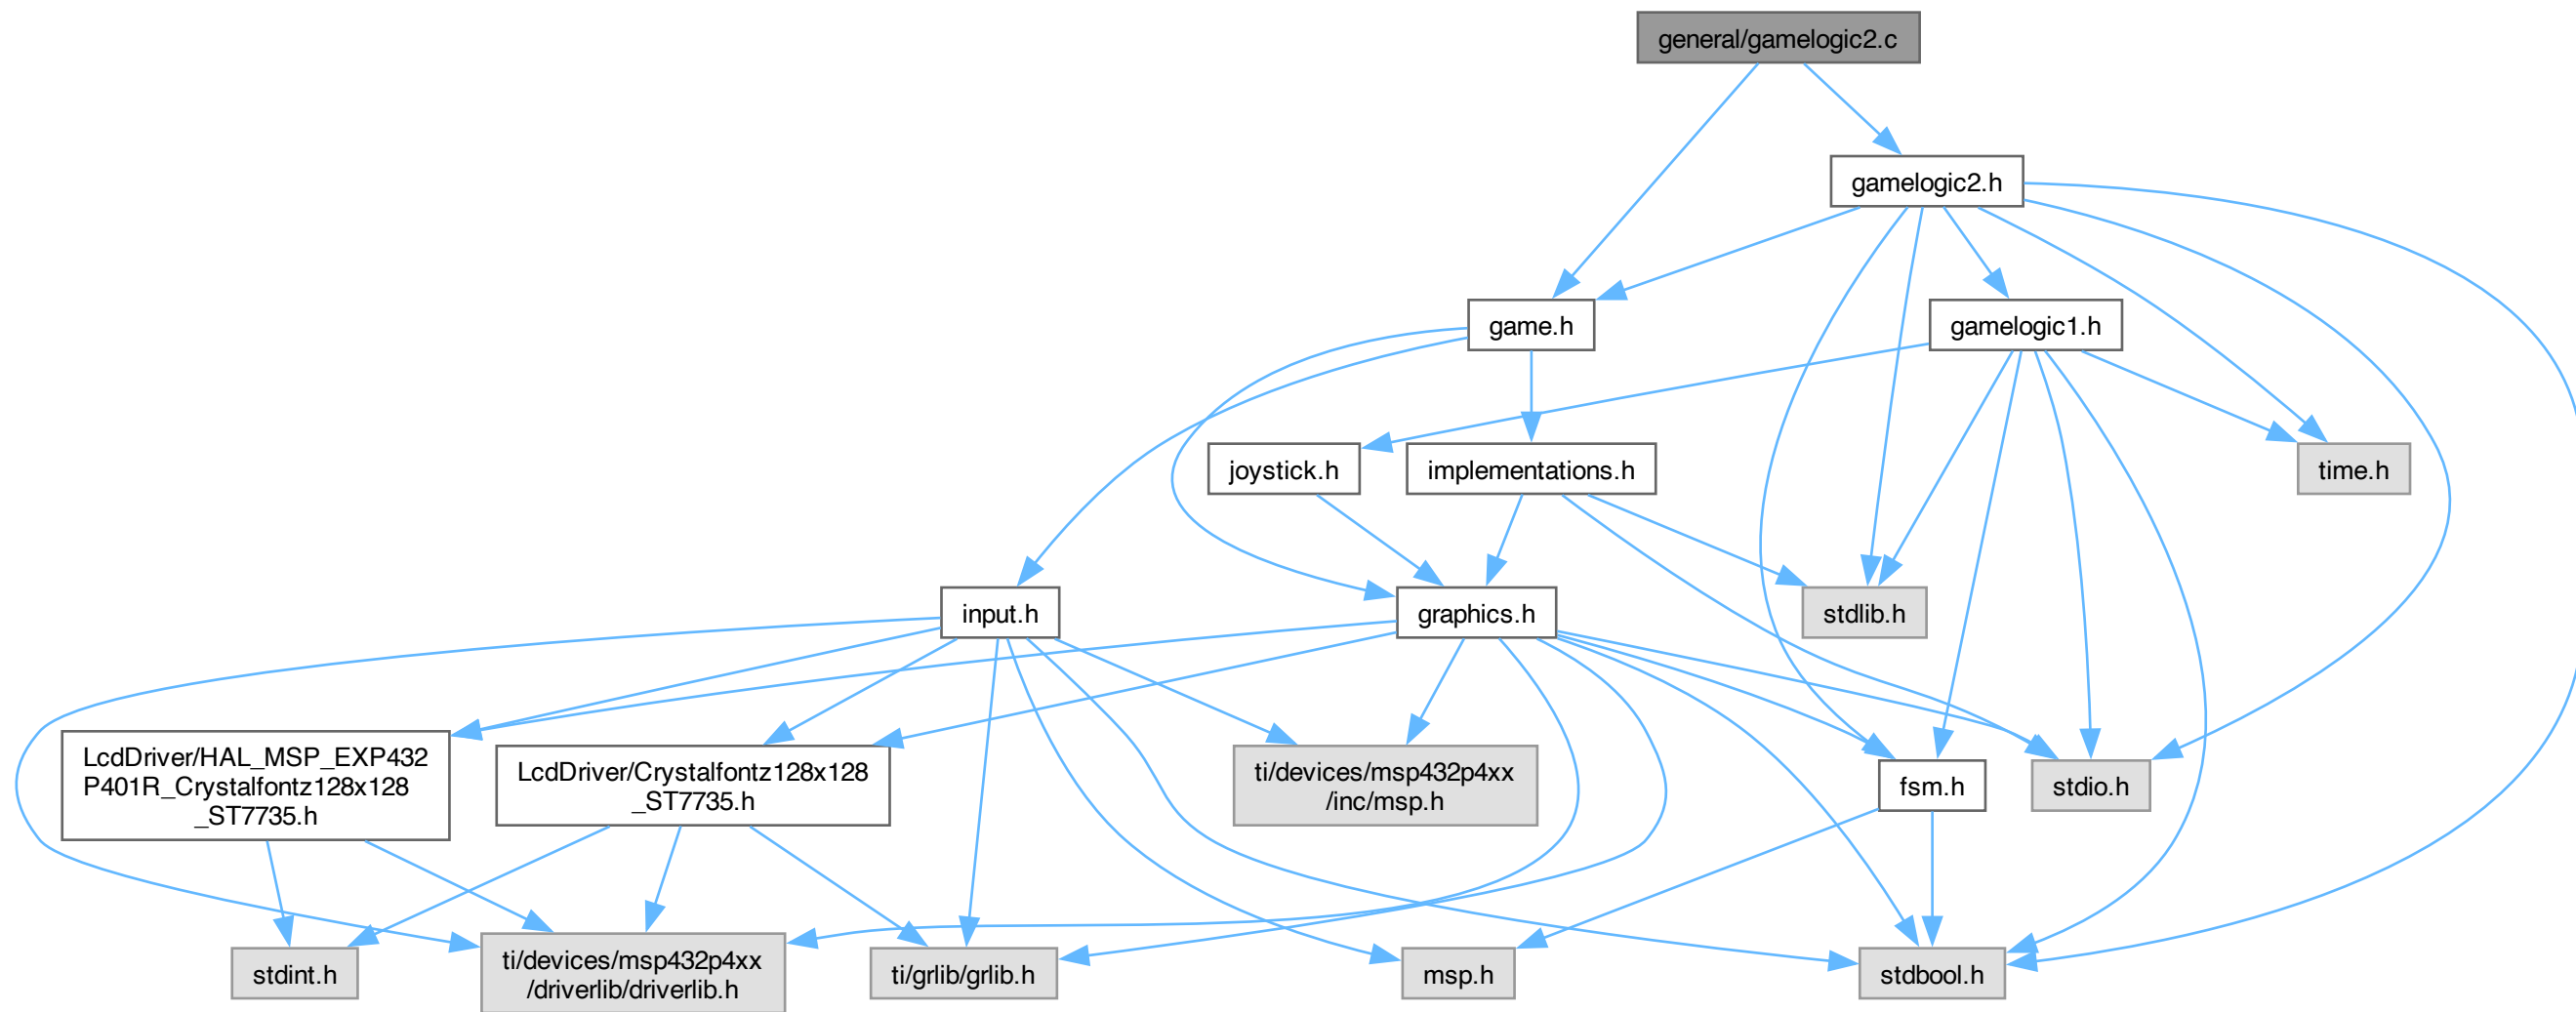 general/gamelogic2.c
gamelogic2.h
game.h
gamelogic1.h
joystick.h
implementations.h
time.h
input.h
graphics.h
stdlib.h
LcdDriver/HAL_MSP_EXP432
P401R_Crystalfontz128x128
_ST7735.h
LcdDriver/Crystalfontz128x128
_ST7735.h
ti/devices/msp432p4xx
/inc/msp.h
fsm.h
stdio.h
stdint.h
ti/devices/msp432p4xx
/driverlib/driverlib.h
ti/grlib/grlib.h
msp.h
stdbool.h